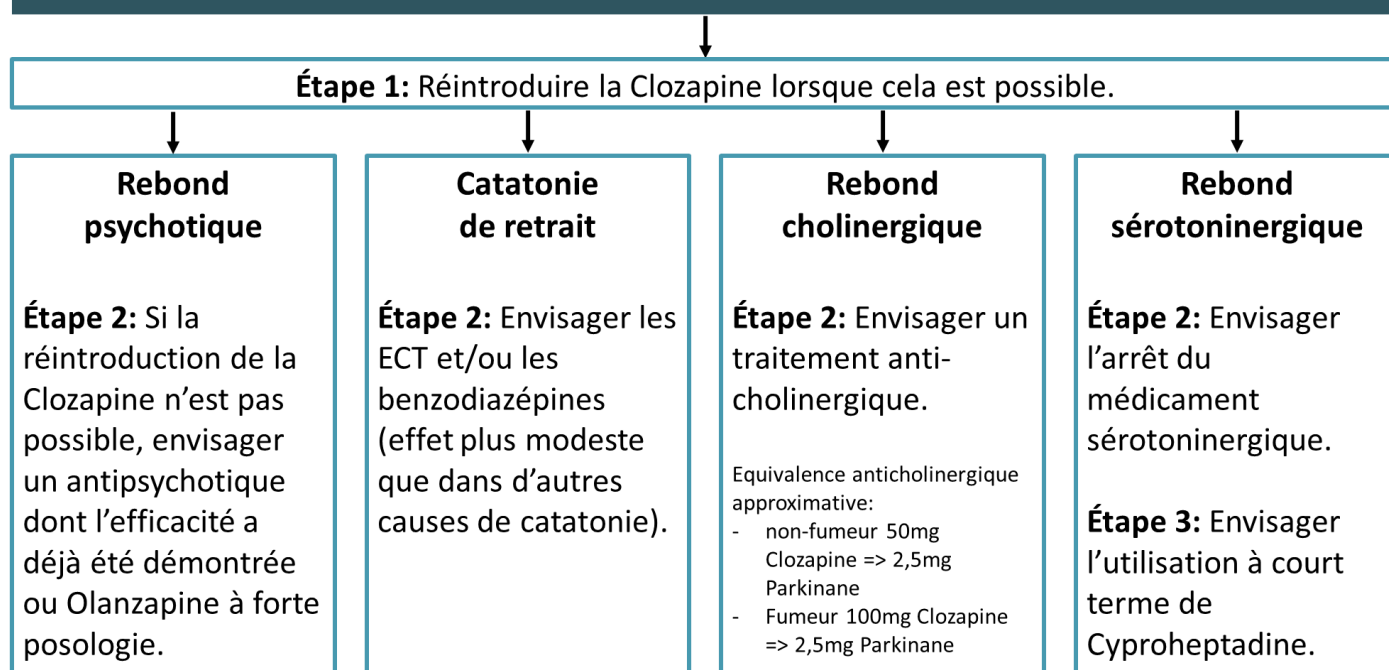 Étape 1: Réintroduire la Clozapine lorsque cela est possible.
Rebond
psychotique
Étape 2: Si la
réintroduction de la
Clozapine n’est pas
possible, envisager
un antipsychotique
dont l’efficacité a
déjà été démontrée
ou Olanzapine à forte
posologie.
Catatonie
de retrait
Étape 2: Envisager les
ECT et/ou les
benzodiazépines
(effet plus modeste
que dans d’autres
causes de catatonie).
Rebond
cholinergique
Étape 2: Envisager un
traitement anti-
cholinergique.
Equivalence anticholinergique
approximative:
- non-fumeur 50mg
Clozapine => 2,5mg
Parkinane
- Fumeur 100mg Clozapine
=> 2,5mg Parkinane
Rebond
sérotoninergique
Étape 2: Envisager
l’arrêt du
médicament
sérotoninergique.
Étape 3: Envisager
l’utilisation à court
terme de
Cyproheptadine.